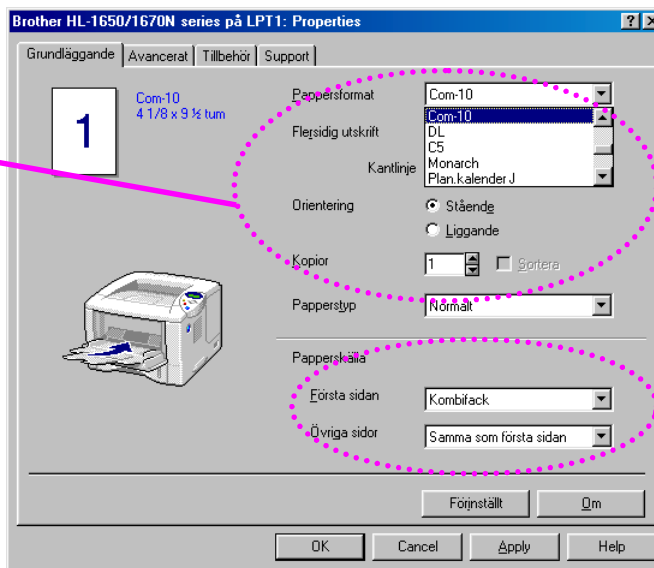 Brother HL-1650/1670N series på LPT1: Properties
Grundläggande Avancerat Tillbehör Support
1
Com-10
4 1/8 x 9 ½ tum
Pappersformat Com-10
Com-10
DL
C5
Monarch
Plan.kalender J
Flersidig utskrift
Kantlinje
Orientering Stående
Liggande
Kopior 1 Sortera
Papperstyp Normalt
Papperskälla
Första sidan Kombifack
Övriga sidor Samma som första sidan
Förinställt Om
OK Cancel Apply Help